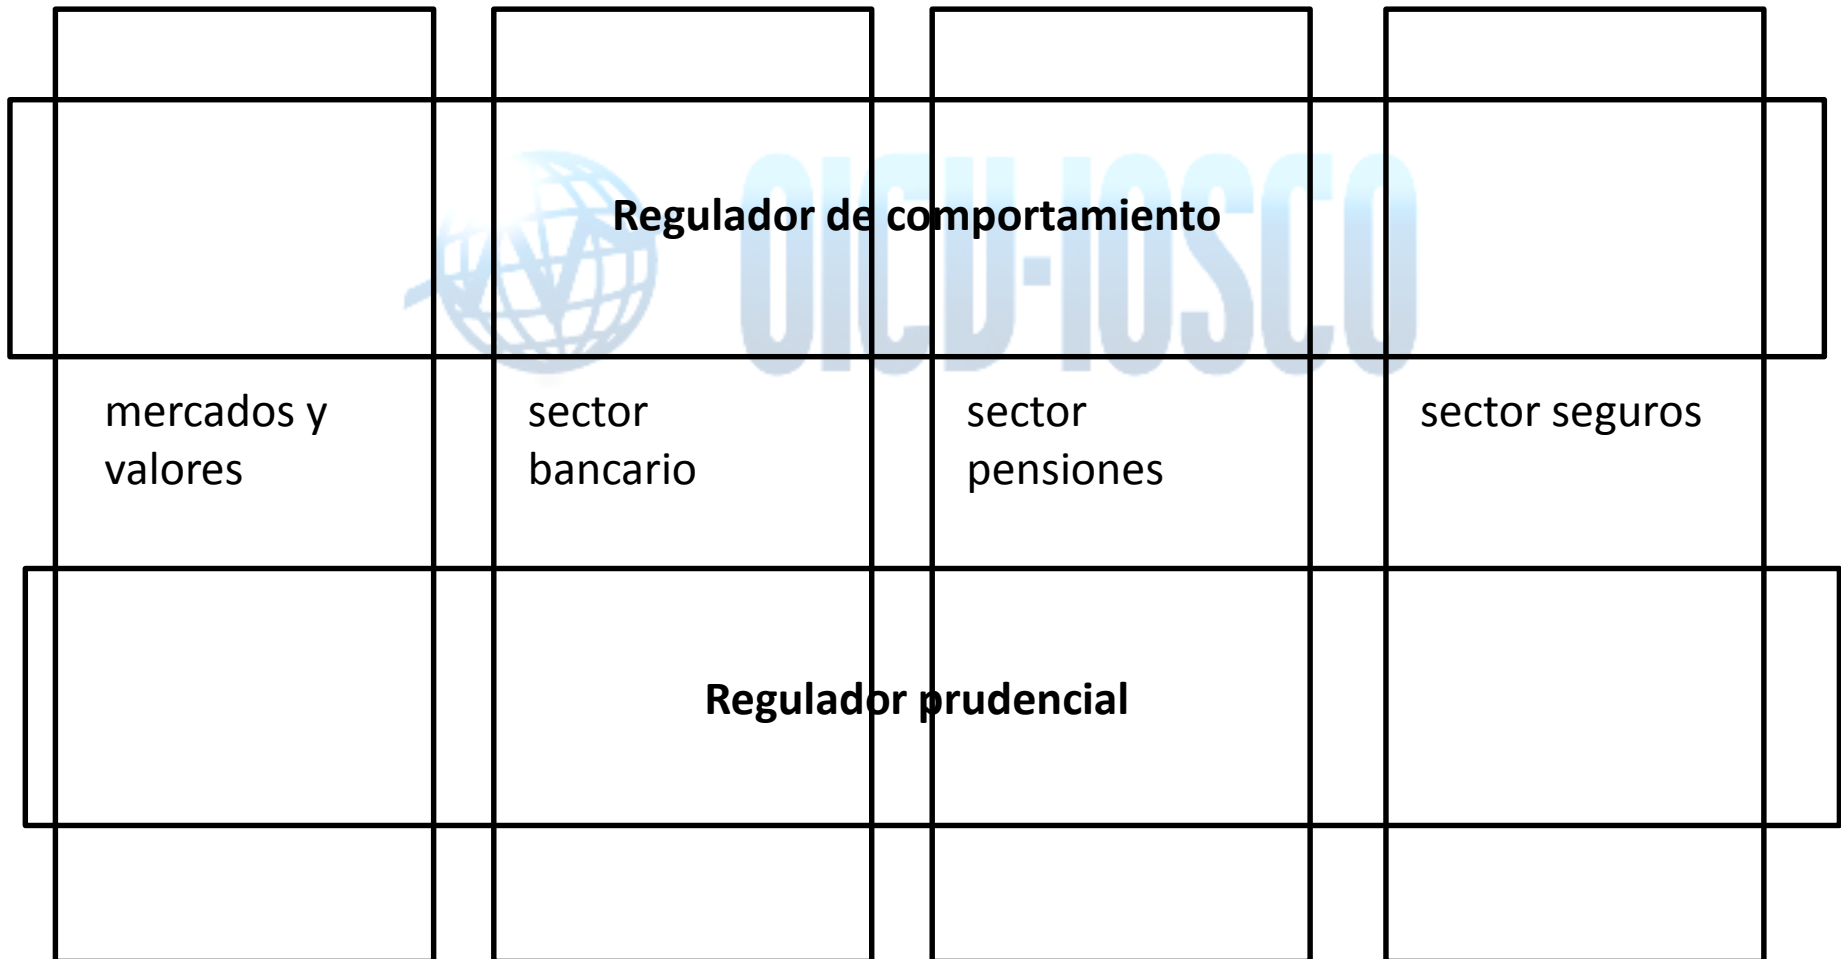 OICU-IOSCO
Regulador de comportamiento
mercados y
valores
sector
bancario
sector
pensiones
sector seguros
Regulador prudencial